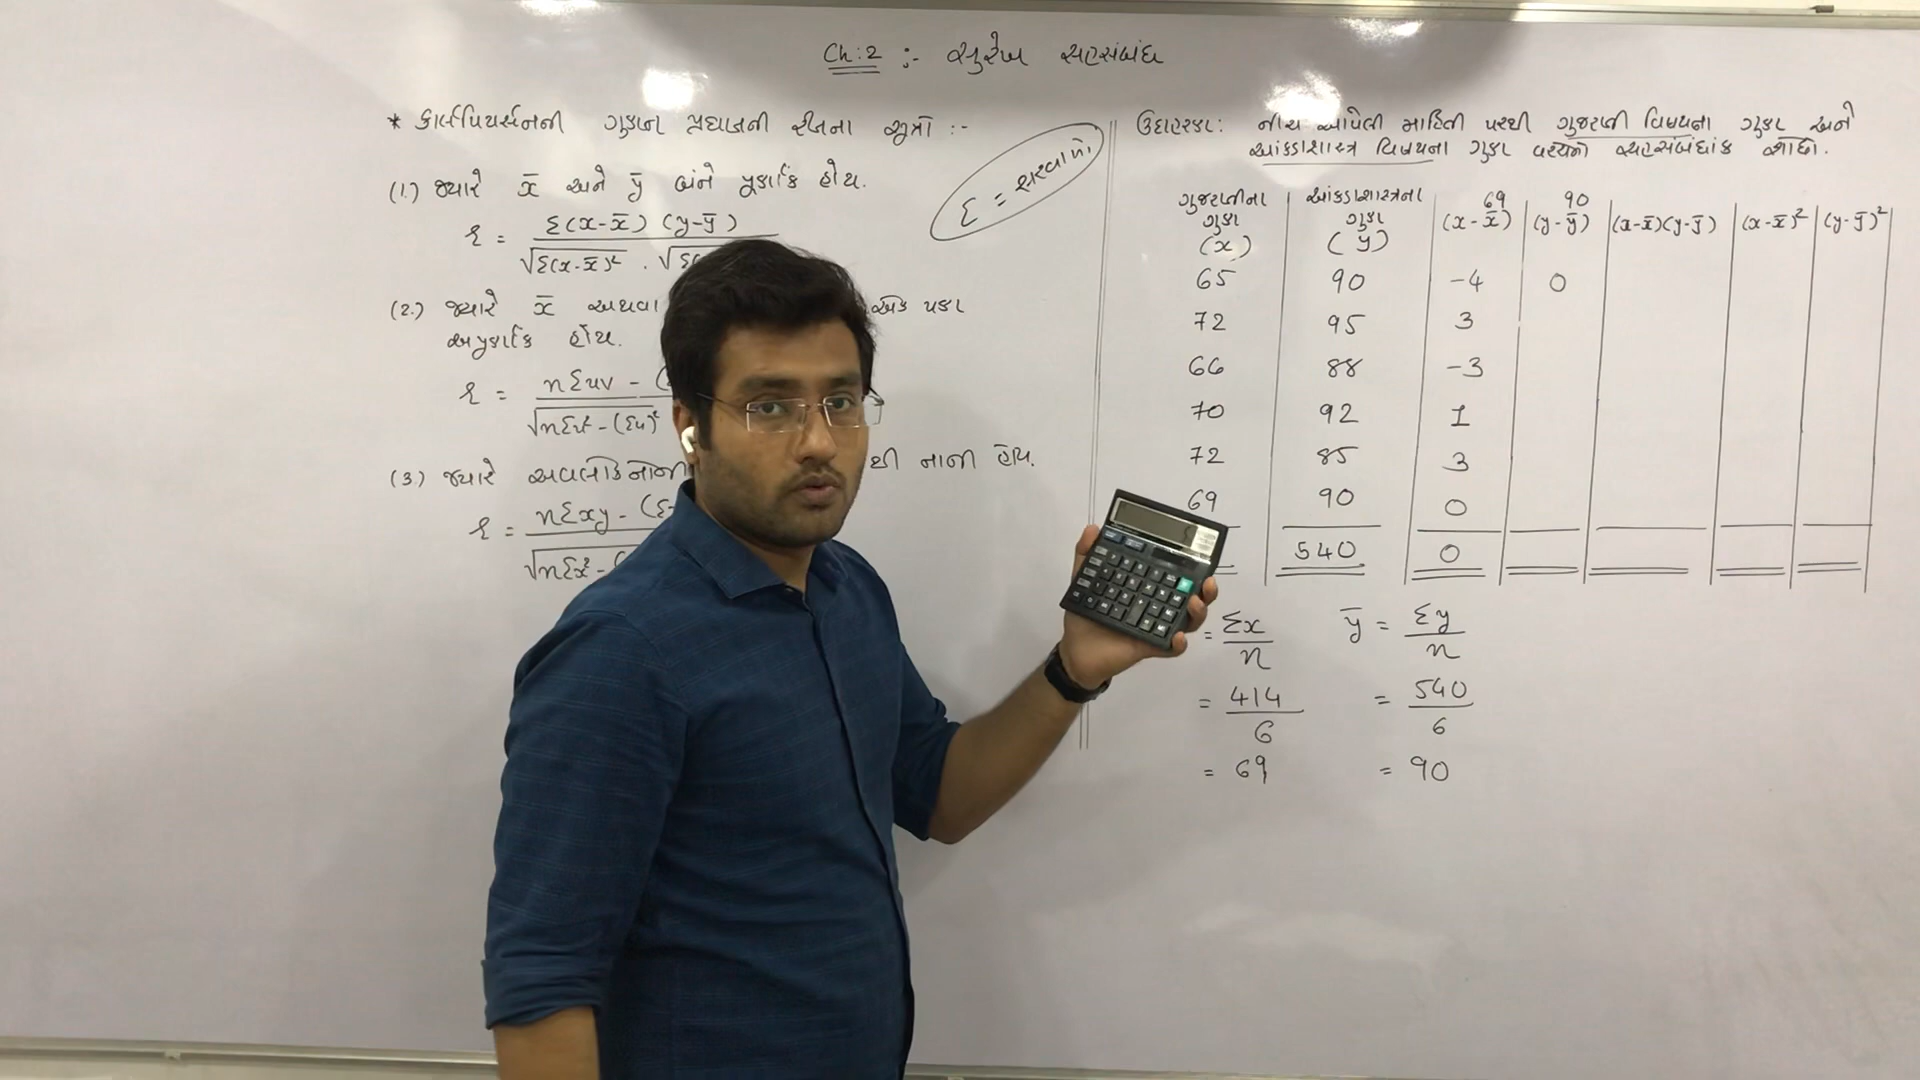 Ch:2 :- સુરેખ સહસંબંધ
* કાર્લપિયર્સનની ગુણાન પ્રઘાતની રીતના સૂત્રો :-
(1.) જ્યારે x̄ અને ȳ બંને પૂર્ણાંક હોય.
r = Σ(x-x̄) (y-ȳ)
√Σ(x-x̄)² . √Σ(
(2.) જ્યારે x̄ અથવા એક પણ
અપૂર્ણાંક હોય.
r = nΣuv - (
√nΣu² - (Σu)²
(3) જ્યારે અવલોકનોની થી નાની હોય.
r = nΣxy - (Σ
√nΣx² - (
Σ = સરવાળો
ઉદાહરણ: નીચે આપેલી માહિતી પરથી ગુજરાતી વિષયના ગુણ અને
આંકડાશાસ્ત્ર વિષયના ગુણ વચ્ચેનો સહસંબંધાંક શોધો.
69 90
ગુજરાતીના આંકડાશાસ્ત્રના
ગુણ ગુણ (x-x̄) (y-ȳ) (x-x̄)(y-ȳ) (x-x̄)² (y-ȳ)²
(x) (y)
65 90 -4 0
72 95 3
66 88 -3
70 92 1
72 85 3
69 90 0
540 0
= Σx/n ȳ = Σy/n
= 414/6 = 540/6
= 69 = 90